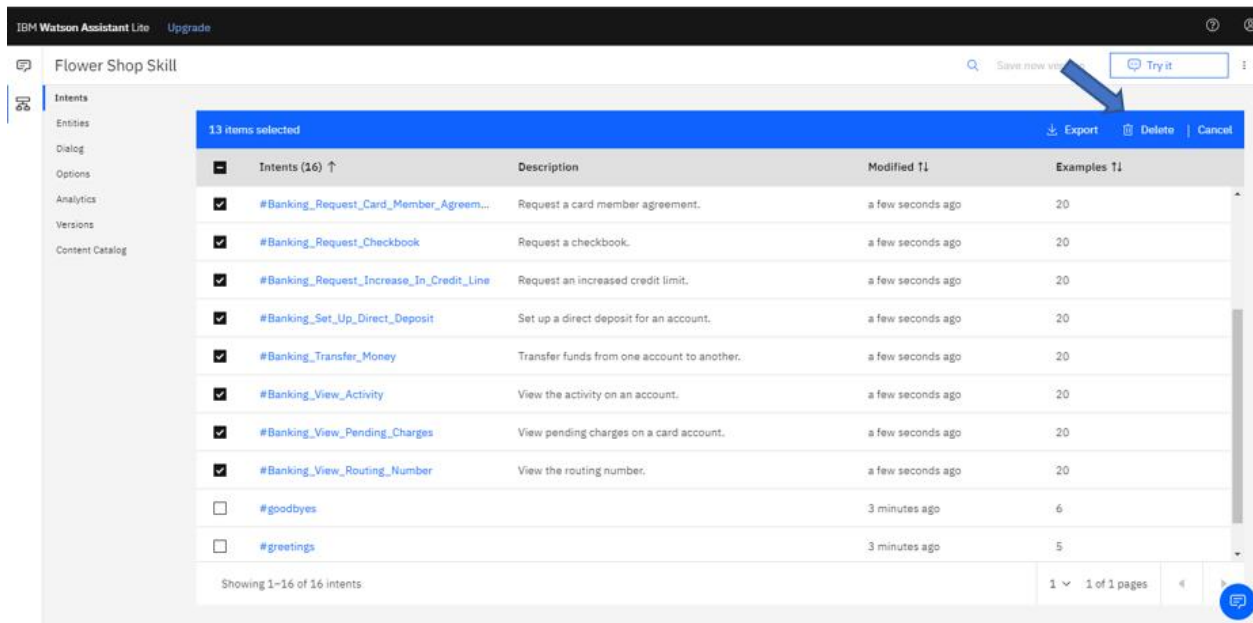 IBM Watson Assistant Lite Upgrade
Flower Shop Skill
Save new version Try it
Intents
Entities
Dialog
Options
Analytics
Versions
Content Catalog
13 items selected Export Delete | Cancel
Intents (16) ↑ Description Modified ↑↓ Examples ↑↓
#Banking_Request_Card_Member_Agreem... Request a card member agreement. a few seconds ago 20
#Banking_Request_Checkbook Request a checkbook. a few seconds ago 20
#Banking_Request_Increase_In_Credit_Line Request an increased credit limit. a few seconds ago 20
#Banking_Set_Up_Direct_Deposit Set up a direct deposit for an account. a few seconds ago 20
#Banking_Transfer_Money Transfer funds from one account to another. a few seconds ago 20
#Banking_View_Activity View the activity on an account. a few seconds ago 20
#Banking_View_Pending_Charges View pending charges on a card account. a few seconds ago 20
#Banking_View_Routing_Number View the routing number. a few seconds ago 20
#goodbyes 3 minutes ago 6
#greetings 3 minutes ago 5
Showing 1–16 of 16 intents 1 1 of 1 pages